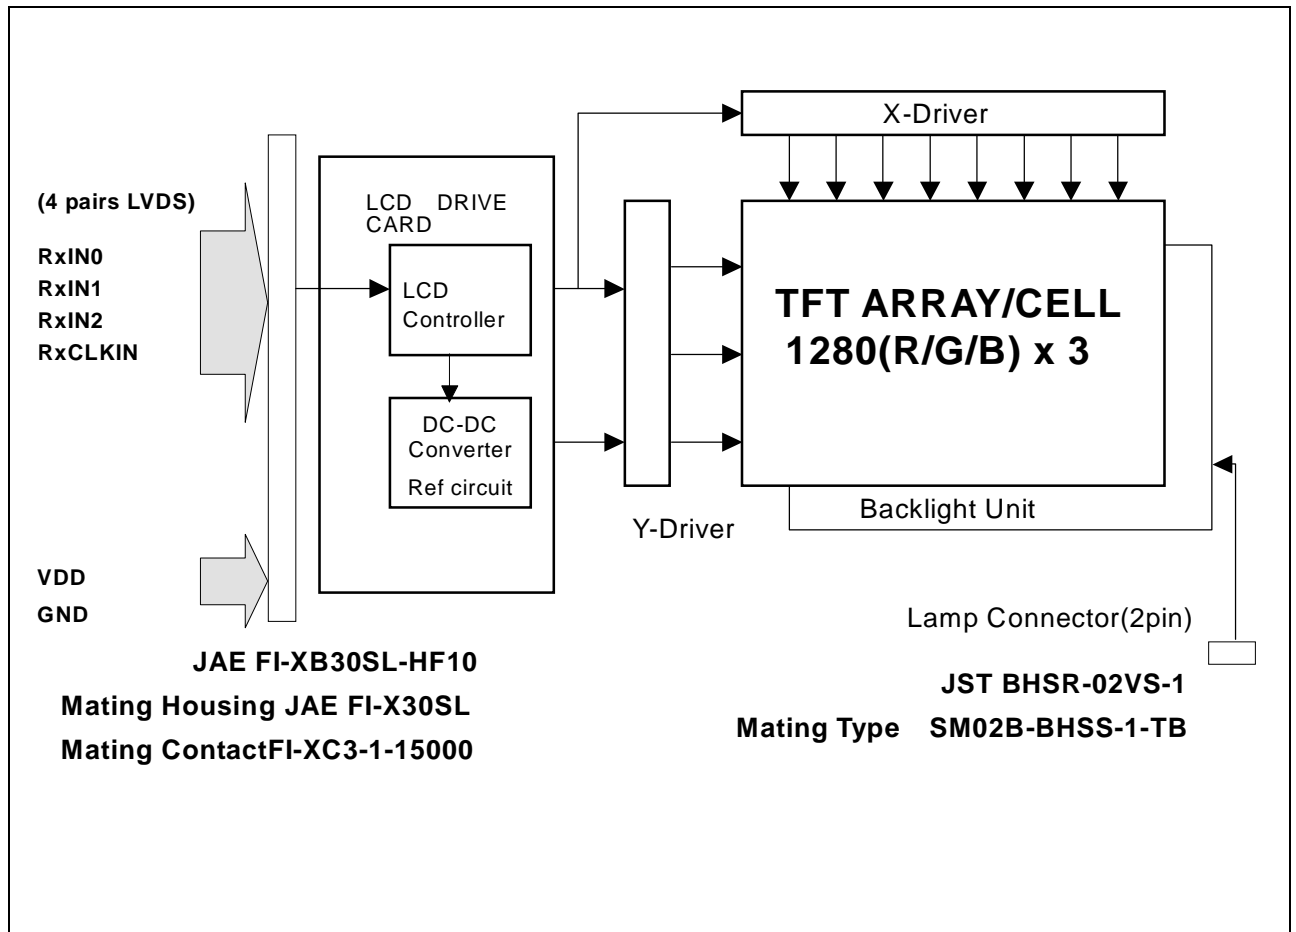 X-Driver
(4 pairs LVDS)
RxIN0
RxIN1
RxIN2
RxCLKIN
LCD DRIVE
CARD
LCD
Controller
DC-DC
Converter
Ref circuit
TFT ARRAY/CELL
1280(R/G/B) x 3
Backlight Unit
Y-Driver
VDD
GND
Lamp Connector(2pin)
JAE FI-XB30SL-HF10
Mating Housing JAE FI-X30SL
Mating ContactFI-XC3-1-15000
JST BHSR-02VS-1
Mating Type SM02B-BHSS-1-TB